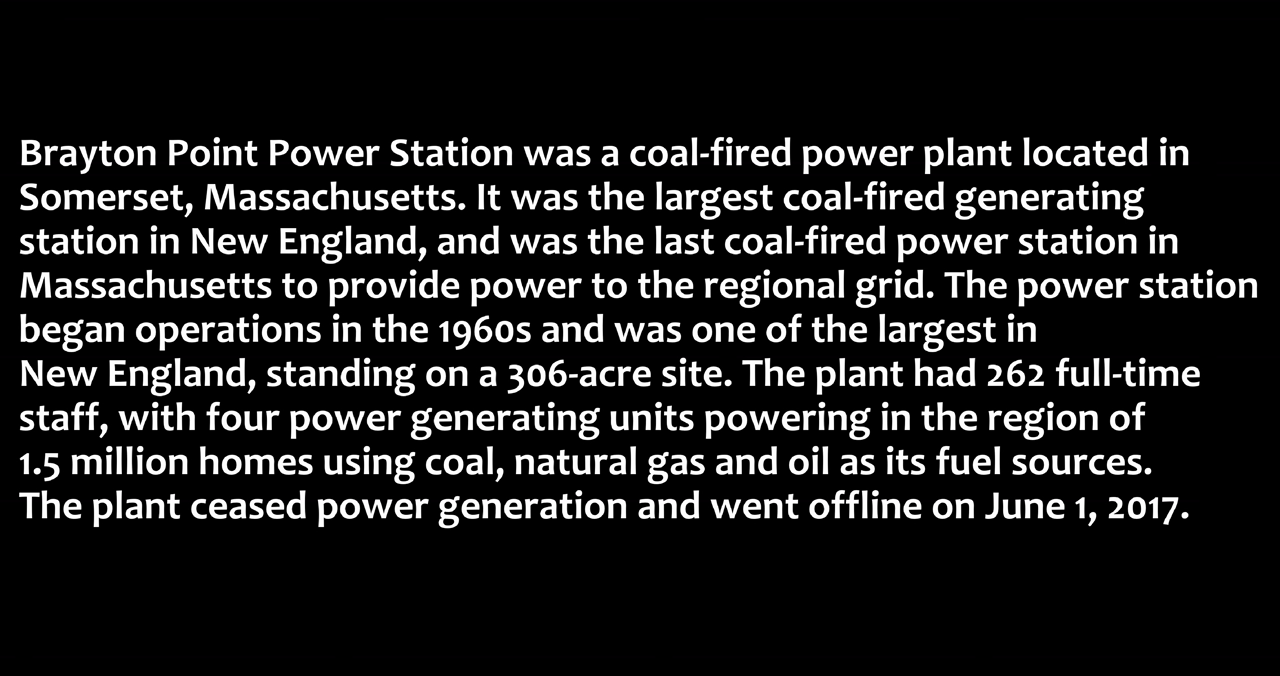 Brayton Point Power Station was a coal-fired power plant located in
Somerset, Massachusetts. It was the largest coal-fired generating
station in New England, and was the last coal-fired power station in
Massachusetts to provide power to the regional grid. The power station
began operations in the 1960s and was one of the largest in
New England, standing on a 306-acre site. The plant had 262 full-time
staff, with four power generating units powering in the region of
1.5 million homes using coal, natural gas and oil as its fuel sources.
The plant ceased power generation and went offline on June 1, 2017.